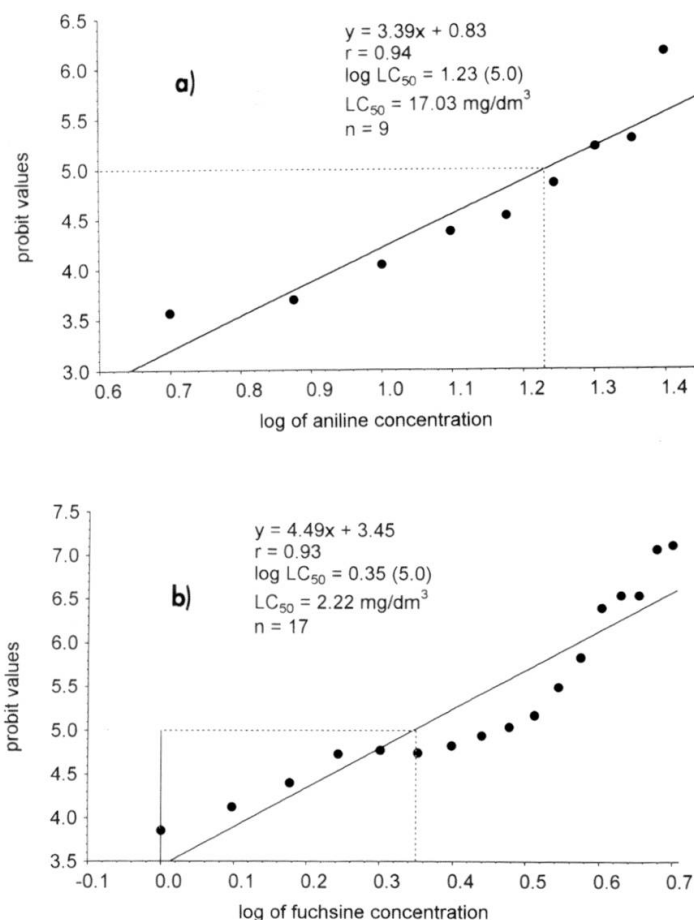 a)
y = 3.39x + 0.83
r = 0.94
log LC₅₀ = 1.23 (5.0)
LC₅₀ = 17.03 mg/dm³
n = 9
probit values
6.5
6.0
5.5
5.0
4.5
4.0
3.5
3.0
0.6 0.7 0.8 0.9 1.0 1.1 1.2 1.3 1.4
log of aniline concentration
b)
y = 4.49x + 3.45
r = 0.93
log LC₅₀ = 0.35 (5.0)
LC₅₀ = 2.22 mg/dm³
n = 17
probit values
7.5
7.0
6.5
6.0
5.5
5.0
4.5
4.0
3.5
-0.1 0.0 0.1 0.2 0.3 0.4 0.5 0.6 0.7
log of fuchsine concentration